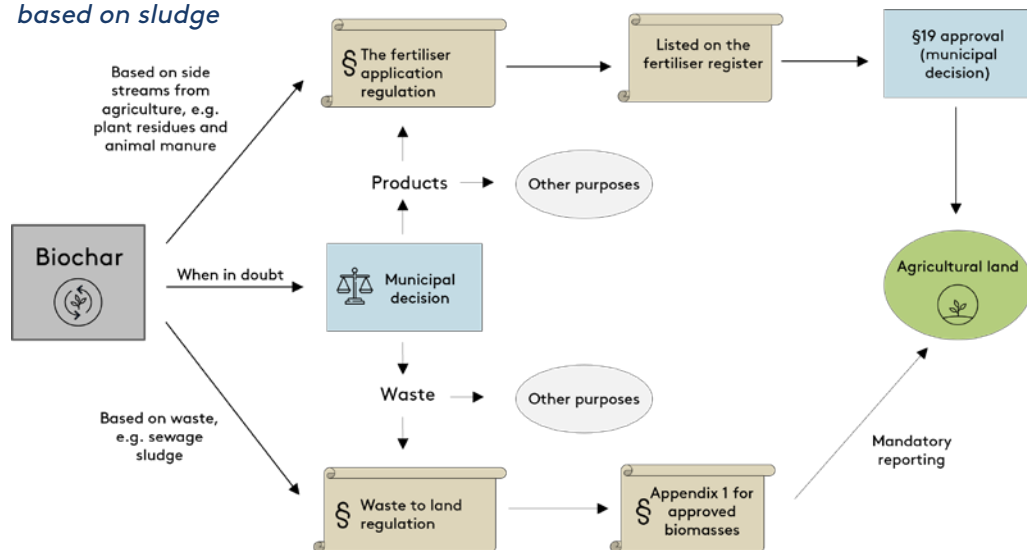 based on sludge
Based on side
streams from
agriculture, e.g.
plant residues and
animal manure
§ The fertiliser
application
regulation
Listed on the
fertiliser register
§19 approval
(municipal
decision)
Products
Other purposes
Biochar
When in doubt
Municipal
decision
Agricultural land
Waste
Other purposes
Based on waste,
e.g. sewage
sludge
Mandatory
reporting
§ Waste to land
regulation
§ Appendix 1 for
approved
biomasses